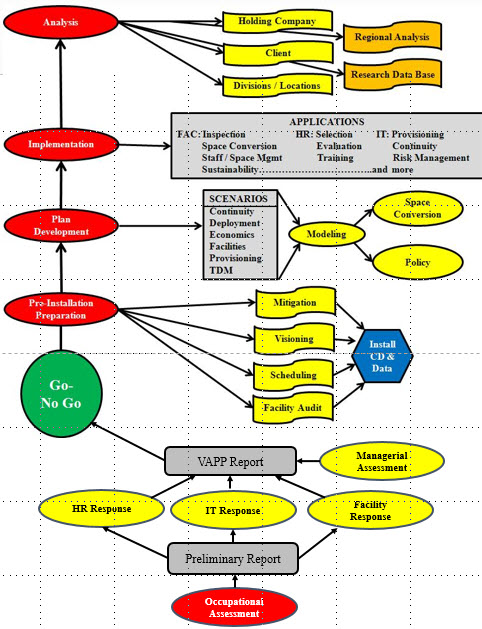 Analysis
Holding Company
Regional Analysis
Client
Research Data Base
Divisions / Locations
Implementation
APPLICATIONS
FAC: Inspection HR: Selection IT: Provisioning
Space Conversion Evaluation Continuity
Staff / Space Mgmt Training Risk Management
Sustainability……………………………..and more
Plan
Development
SCENARIOS
Continuity
Deployment
Economics
Facilities
Provisioning
TDM
Modeling
Space
Conversion
Policy
Pre-Installation
Preparation
Mitigation
Visioning
Scheduling
Facility Audit
Install
CD &
Data
Go-
No Go
VAPP Report
Managerial
Assessment
HR Response
IT Response
Facility
Response
Preliminary Report
Occupational
Assessment